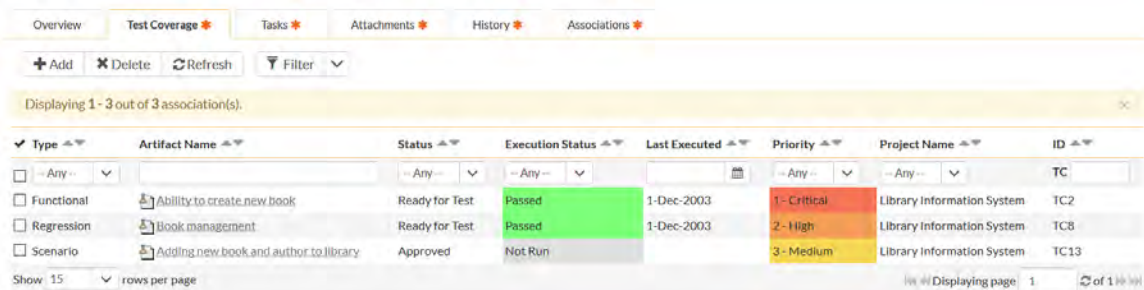 Overview Test Coverage Tasks Attachments History Associations
Add Delete Refresh Filter
Displaying 1 - 3 out of 3 association(s).
Type Artifact Name Status Execution Status Last Executed Priority Project Name ID
-- Any -- -- Any -- -- Any -- -- Any -- -- Any -- TC
Functional Ability to create new book Ready for Test Passed 1-Dec-2003 1 - Critical Library Information System TC2
Regression Book management Ready for Test Passed 1-Dec-2003 2 - High Library Information System TC8
Scenario Adding new book and author to library Approved Not Run 3 - Medium Library Information System TC13
Show 15 rows per page Displaying page 1 of 1